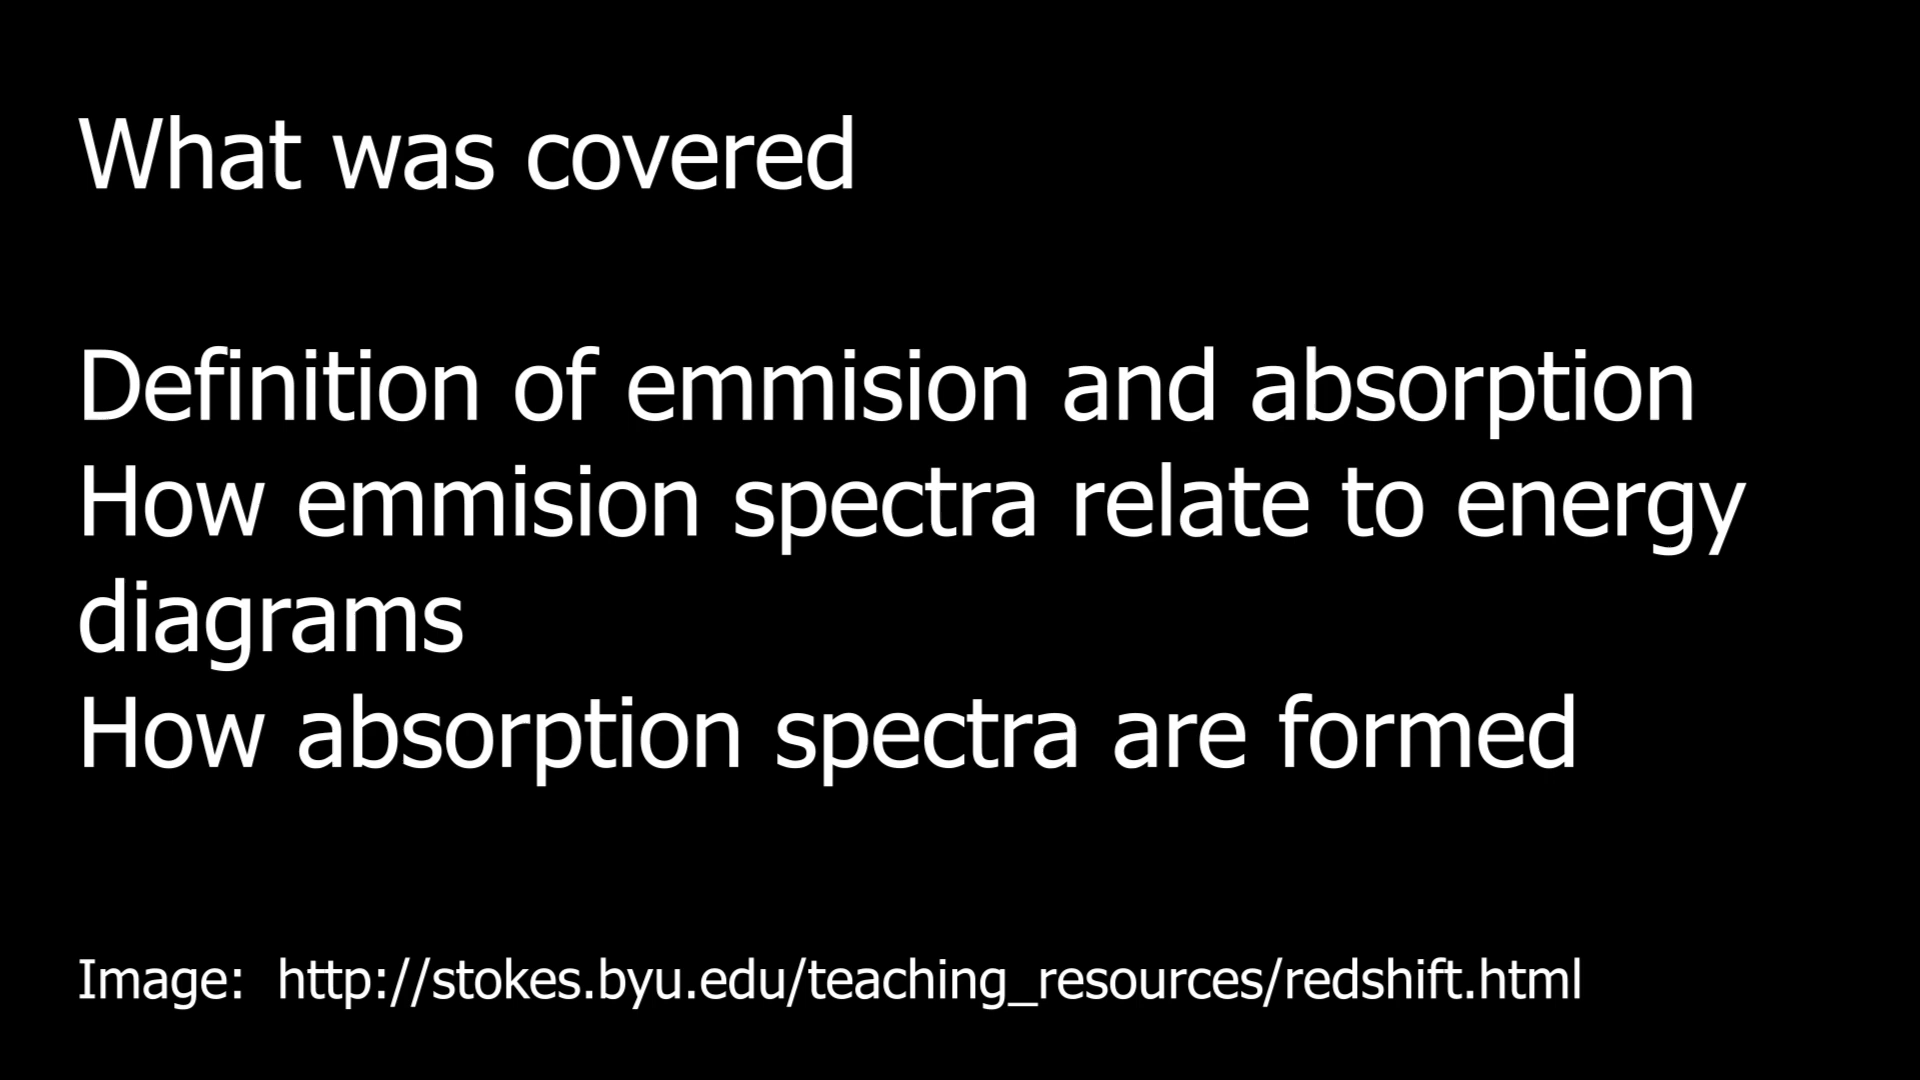 What was covered
Definition of emmision and absorption
How emmision spectra relate to energy
diagrams
How absorption spectra are formed
Image:  http://stokes.byu.edu/teaching_resources/redshift.html